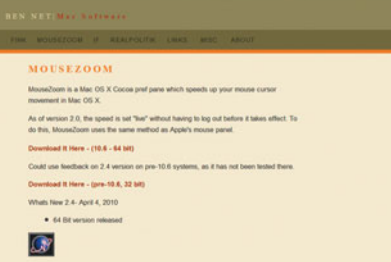 BEN NET: Mac Software
FINK MOUSEZOOM IF REALPOLITIK LINKS MISC ABOUT
MOUSEZOOM
MouseZoom is a Mac OS X Cocoa pref pane which speeds up your mouse cursor
movement in Mac OS X.
As of version 2.0, the speed is set "live" without having to log out before it takes effect. To
do this, MouseZoom uses the same method as Apple's mouse panel.
Download It Here - (10.6 - 64 bit)
Could use feedback on 2.4 version on pre-10.6 systems, as it has not been tested there.
Download It Here - (pre-10.6, 32 bit)
Whats New 2.4- April 4, 2010
64 Bit version released